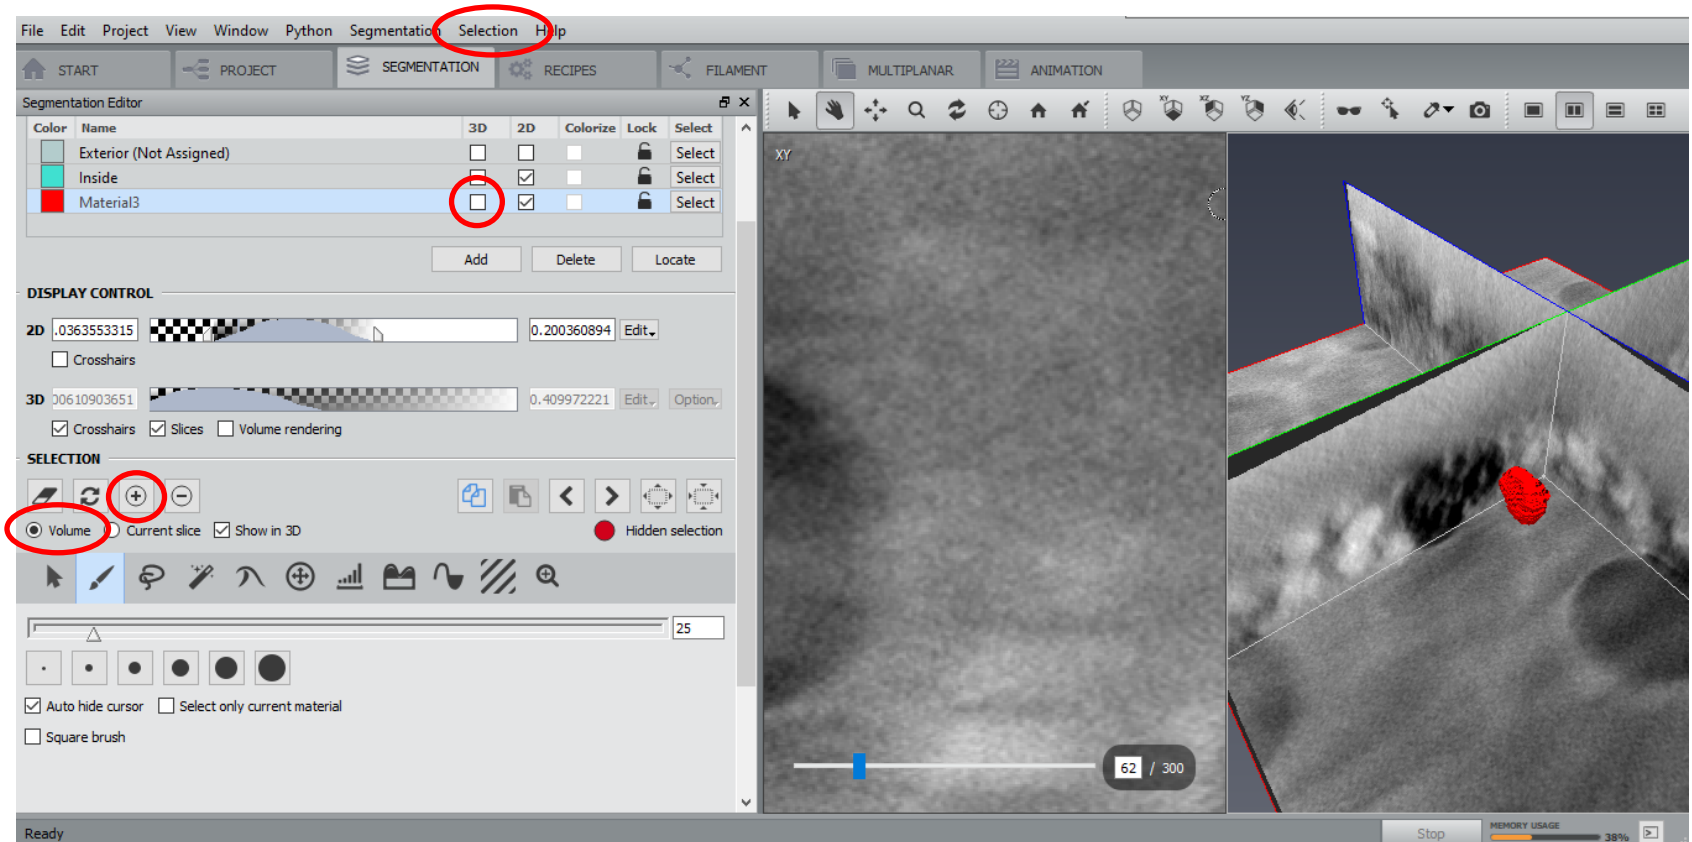 File Edit Project View Window Python Segmentation Selection Help
START PROJECT SEGMENTATION RECIPES FILAMENT MULTIPLANAR ANIMATION
Segmentation Editor
Color Name 3D 2D Colorize Lock Select
Exterior (Not Assigned) Select
Inside Select
Material3 Select
Add Delete Locate
DISPLAY CONTROL
2D .0363553315 0.200360894 Edit
Crosshairs
3D 00610903651 0.409972221 Edit Option
Crosshairs Slices Volume rendering
SELECTION
Volume Current slice Show in 3D Hidden selection
25
Auto hide cursor Select only current material
Square brush
XY XZ YZ
XY
62 / 300
Ready
Stop MEMORY USAGE 38%